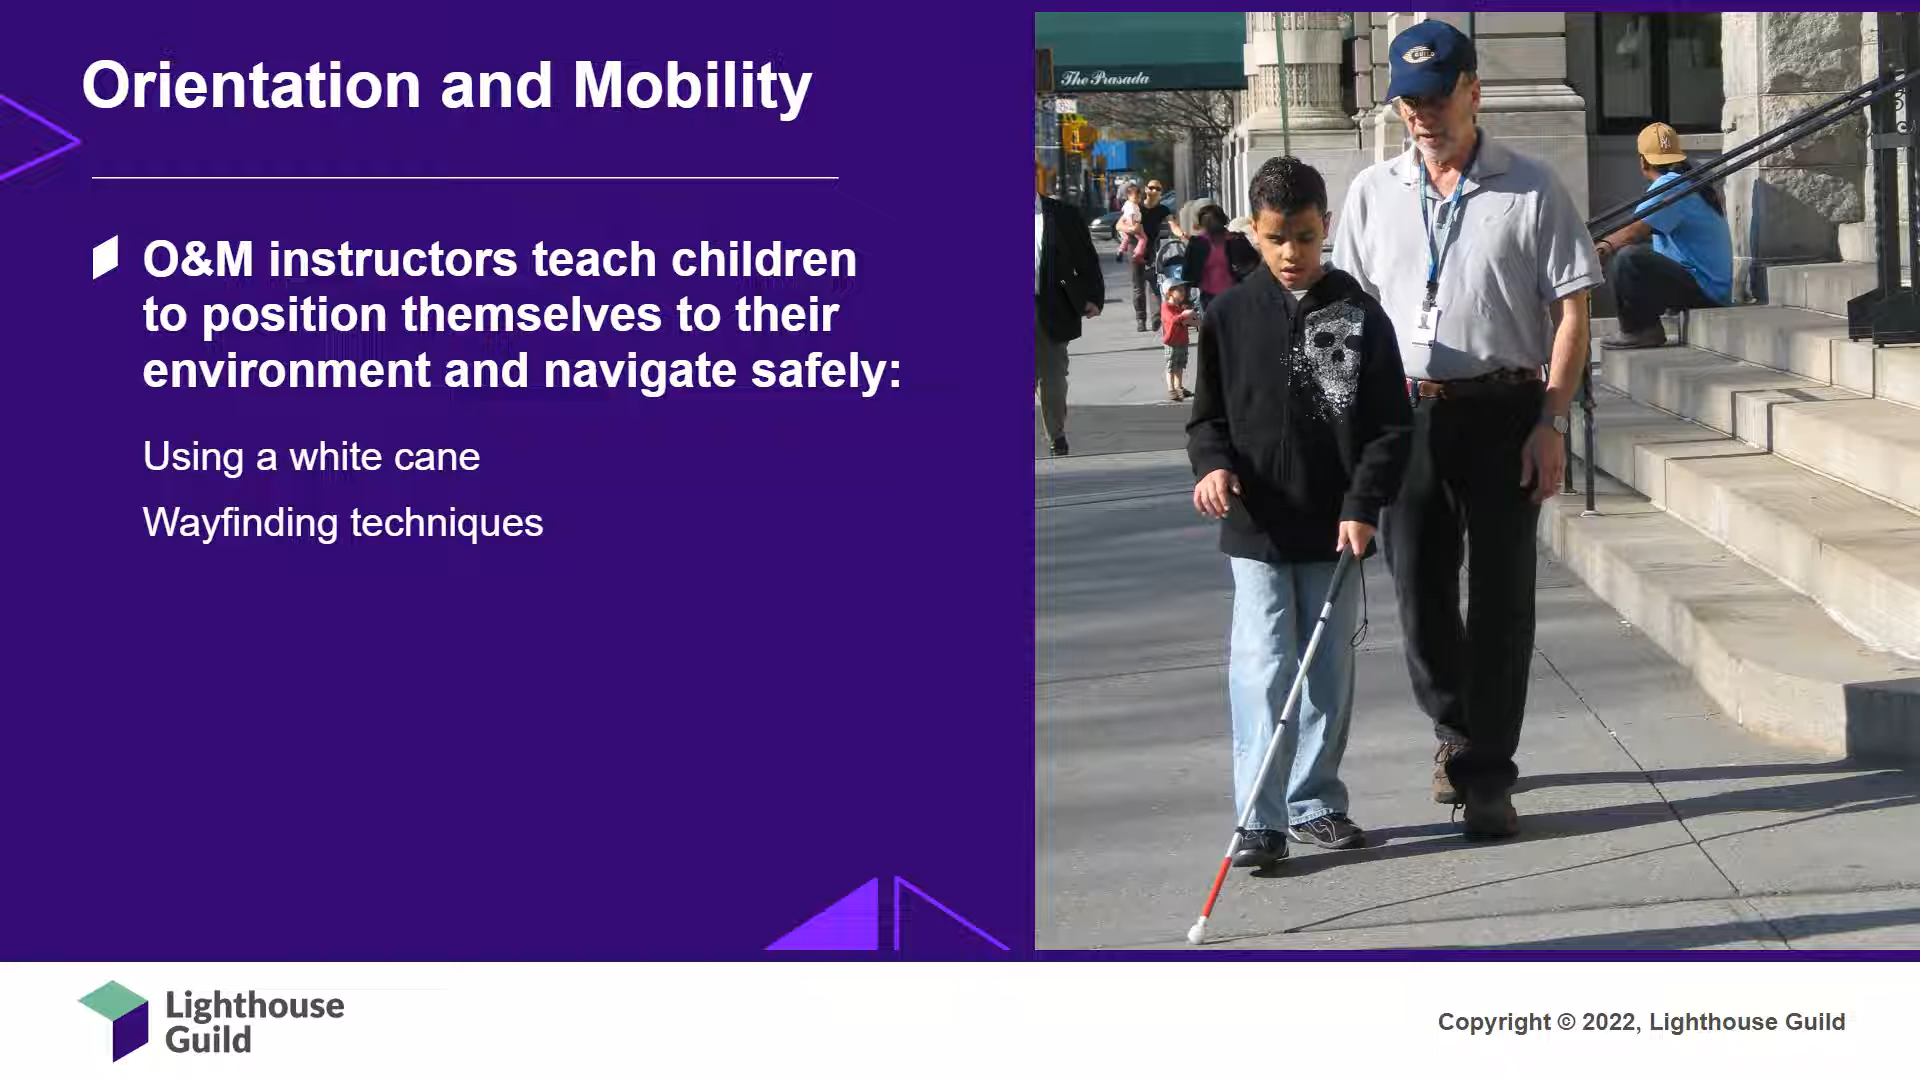 Orientation and Mobility
O&M instructors teach children
to position themselves to their
environment and navigate safely:
Using a white cane
Wayfinding techniques
The Prasada
GUILD
Lighthouse
Guild
Copyright © 2022, Lighthouse Guild